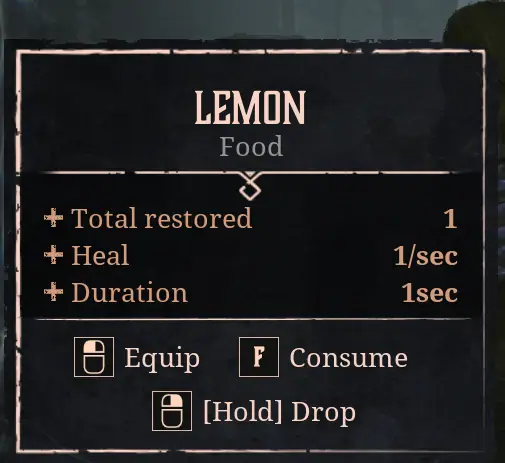 LEMON
Food
Total restored 1
Heal 1/sec
Duration 1sec
Equip F Consume
[Hold] Drop